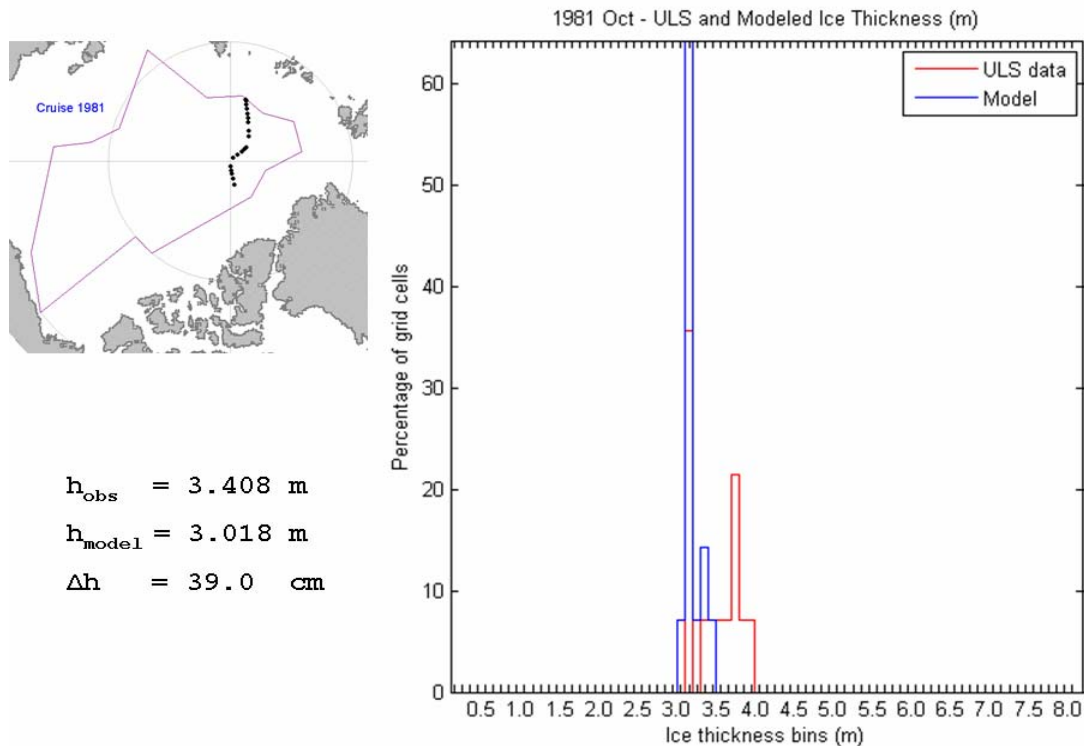 1981 Oct - ULS and Modeled Ice Thickness (m)
Cruise 1981
ULS data
Model
Percentage of grid cells
60
50
40
30
20
10
0
0.5 1.0 1.5 2.0 2.5 3.0 3.5 4.0 4.5 5.0 5.5 6.0 6.5 7.0 7.5 8.0
Ice thickness bins (m)
h_obs = 3.408 m
h_model = 3.018 m
Δh = 39.0 cm